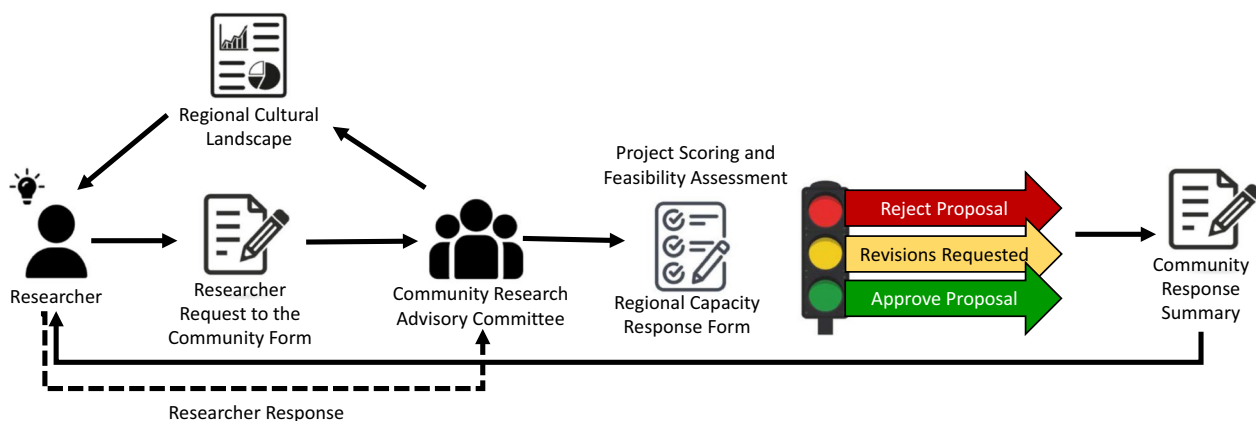 Regional Cultural
Landscape
Project Scoring and
Feasibility Assessment
Reject Proposal
Revisions Requested
Approve Proposal
Researcher
Researcher
Request to the
Community Form
Community Research
Advisory Committee
Regional Capacity
Response Form
Community
Response
Summary
Researcher Response